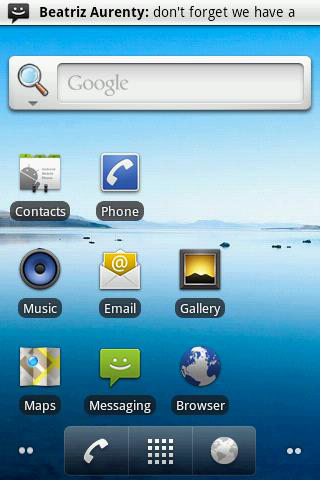 Beatriz Aurenty: don't forget we have a
Google
Contacts Phone
Music Email Gallery
Maps Messaging Browser